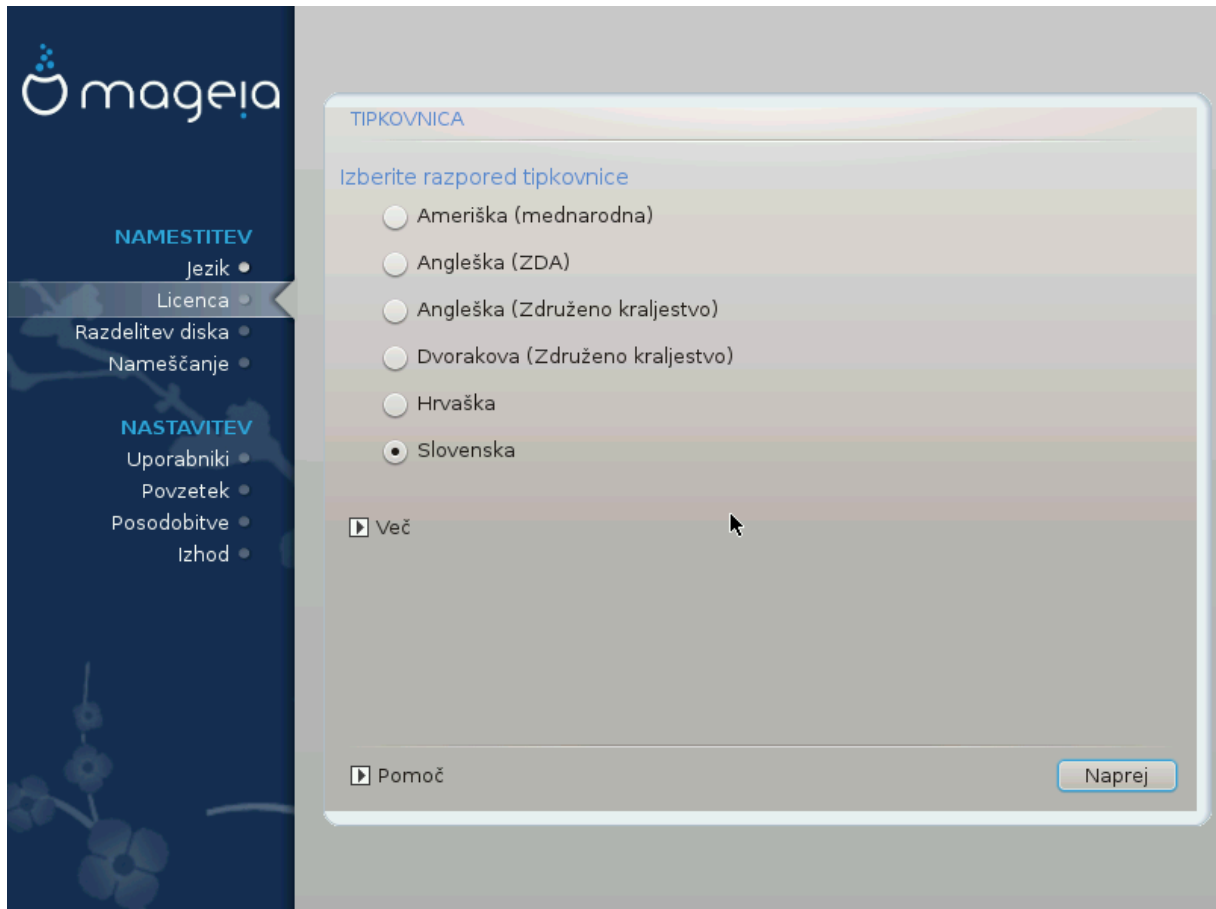 mageia
NAMESTITEV
Jezik
Licenca
Razdelitev diska
Nameščanje
NASTAVITEV
Uporabniki
Povzetek
Posodobitve
Izhod
TIPKOVNICA
Izberite razpored tipkovnice
Ameriška (mednarodna)
Angleška (ZDA)
Angleška (Združeno kraljestvo)
Dvorakova (Združeno kraljestvo)
Hrvaška
Slovenska
Več
Pomoč
Naprej